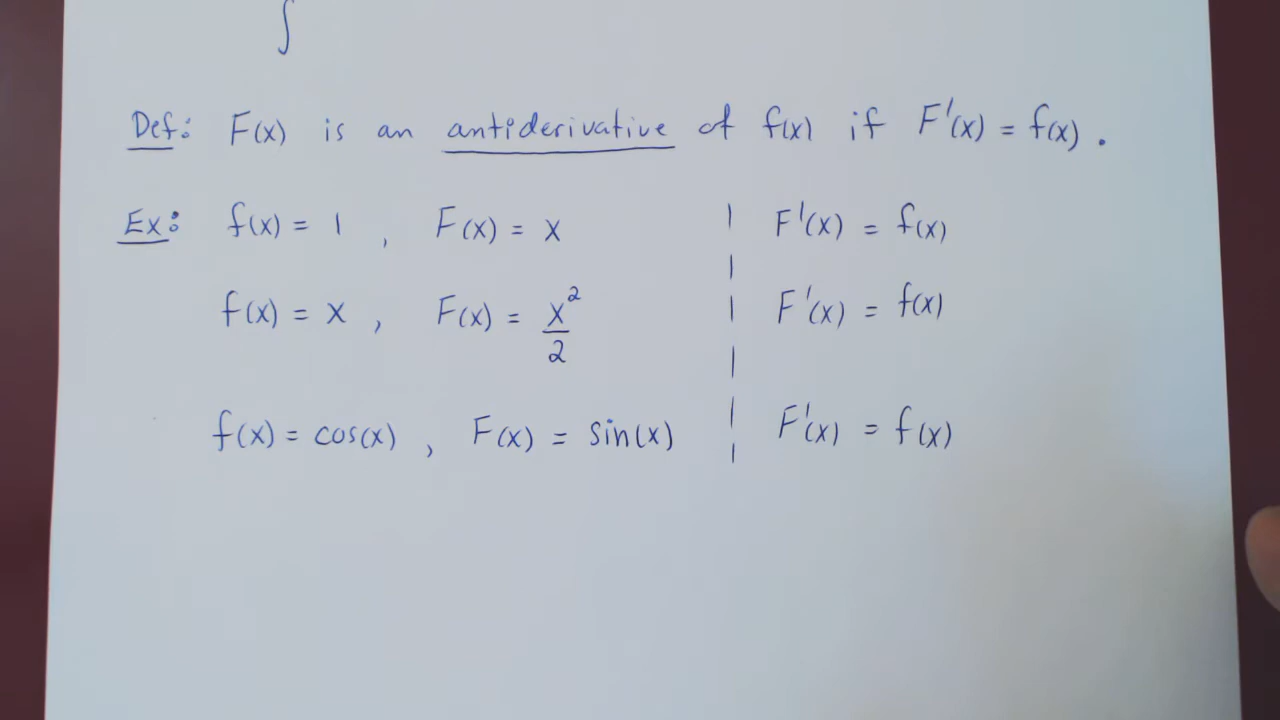 ∫
Def: F(x) is an antiderivative of f(x) if F'(x) = f(x).
Ex: f(x) = 1 , F(x) = x | F'(x) = f(x)
f(x) = x , F(x) = x²/2 | F'(x) = f(x)
f(x) = cos(x) , F(x) = sin(x) | F'(x) = f(x)